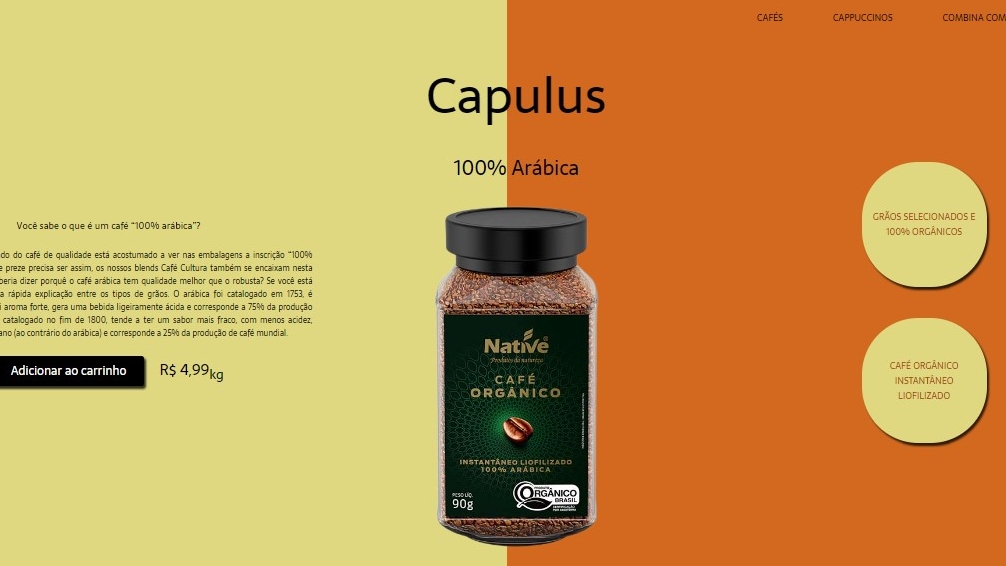 CAFÉS CAPPUCCINOS COMBINA COM
Capulus
100% Arábica
Você sabe o que é um café “100% arábica”?
do do café de qualidade está acostumado a ver nas embalagens a inscrição “100%
e preze precisa ser assim, os nossos blends Café Cultura também se encaixam nesta
beria dizer porquê o café arábica tem qualidade melhor que o robusta? Se você está
a rápida explicação entre os tipos de grãos. O arábica foi catalogado em 1753, é
i aroma forte, gera uma bebida ligeiramente ácida e corresponde a 75% da produção
catalogado no fim de 1800, tende a ter um sabor mais fraco, com menos acidez,
ano (ao contrário do arábica) e corresponde a 25% da produção de café mundial.
Adicionar ao carrinho
R$ 4,99kg
Native
Produtos da natureza
CAFÉ
ORGÂNICO
INSTANTÂNEO LIOFILIZADO
100% ARÁBICA
PESO LÍQ.
90g
PRODUTO
ORGÂNICO
BRASIL
GRÃOS SELECIONADOS E
100% ORGÂNICOS
CAFÉ ORGÂNICO
INSTANTÂNEO
LIOFILIZADO